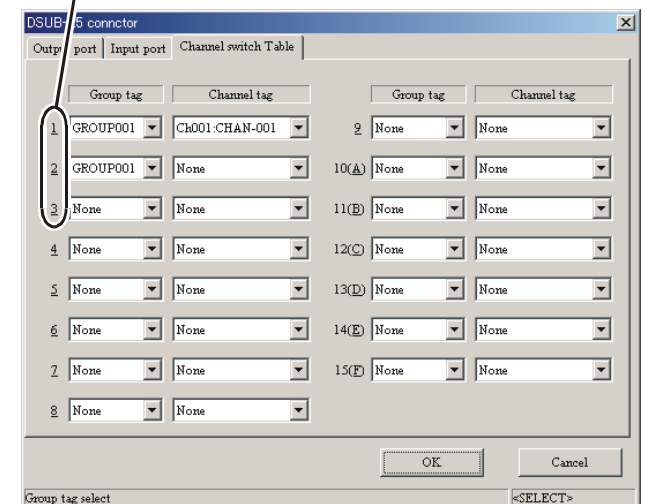 DSUB-25 connctor
Output port Input port Channel switch Table
Group tag Channel tag Group tag Channel tag
1 GROUP001 Ch001:CHAN-001 9 None None
2 GROUP001 None 10(A) None None
3 None None 11(B) None None
4 None None 12(C) None None
5 None None 13(D) None None
6 None None 14(E) None None
7 None None 15(F) None None
8 None None
OK Cancel
Group tag select <SELECT>